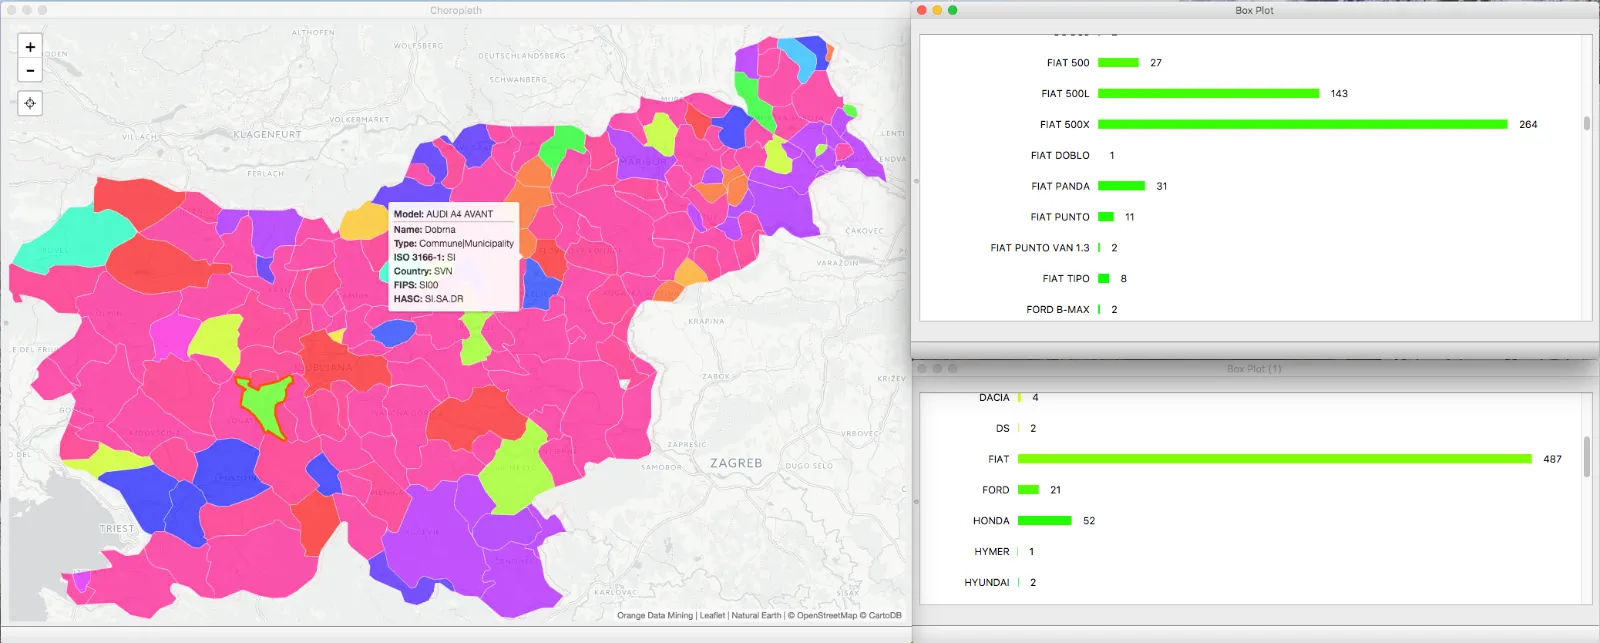 Choropleth
+
-
ALTHOFEN
WOLFSBERG
DEUTSCHLANDSBERG
SCHWANBERG
VILLACH
KLAGENFURT
VÖLKERMARKT
FERLACH
MARIBOR
Model: AUDI A4 AVANT
Name: Dobrna
Type: Commune|Municipality
ISO 3166-1: SI
Country: SVN
FIPS: SI00
HASC: SI.SA.DR
ČAKOVEC
VARAŽDIN
KRAPINA
LJUBLJANA
ZABOK
KRIŽEV
ZAPREŠIĆ
VRBOVEC
SAMOBOR
ZAGREB
DUGO SELO
TRIEST
KARLOVAC
SISAK
Orange Data Mining | Leaflet | Natural Earth | © OpenStreetMap © CartoDB
Box Plot
FIAT 500 27
FIAT 500L 143
FIAT 500X 264
FIAT DOBLO 1
FIAT PANDA 31
FIAT PUNTO 11
FIAT PUNTO VAN 1.3 2
FIAT TIPO 8
FORD B-MAX 2
Box Plot (1)
DACIA 4
DS 2
FIAT 487
FORD 21
HONDA 52
HYMER 1
HYUNDAI 2